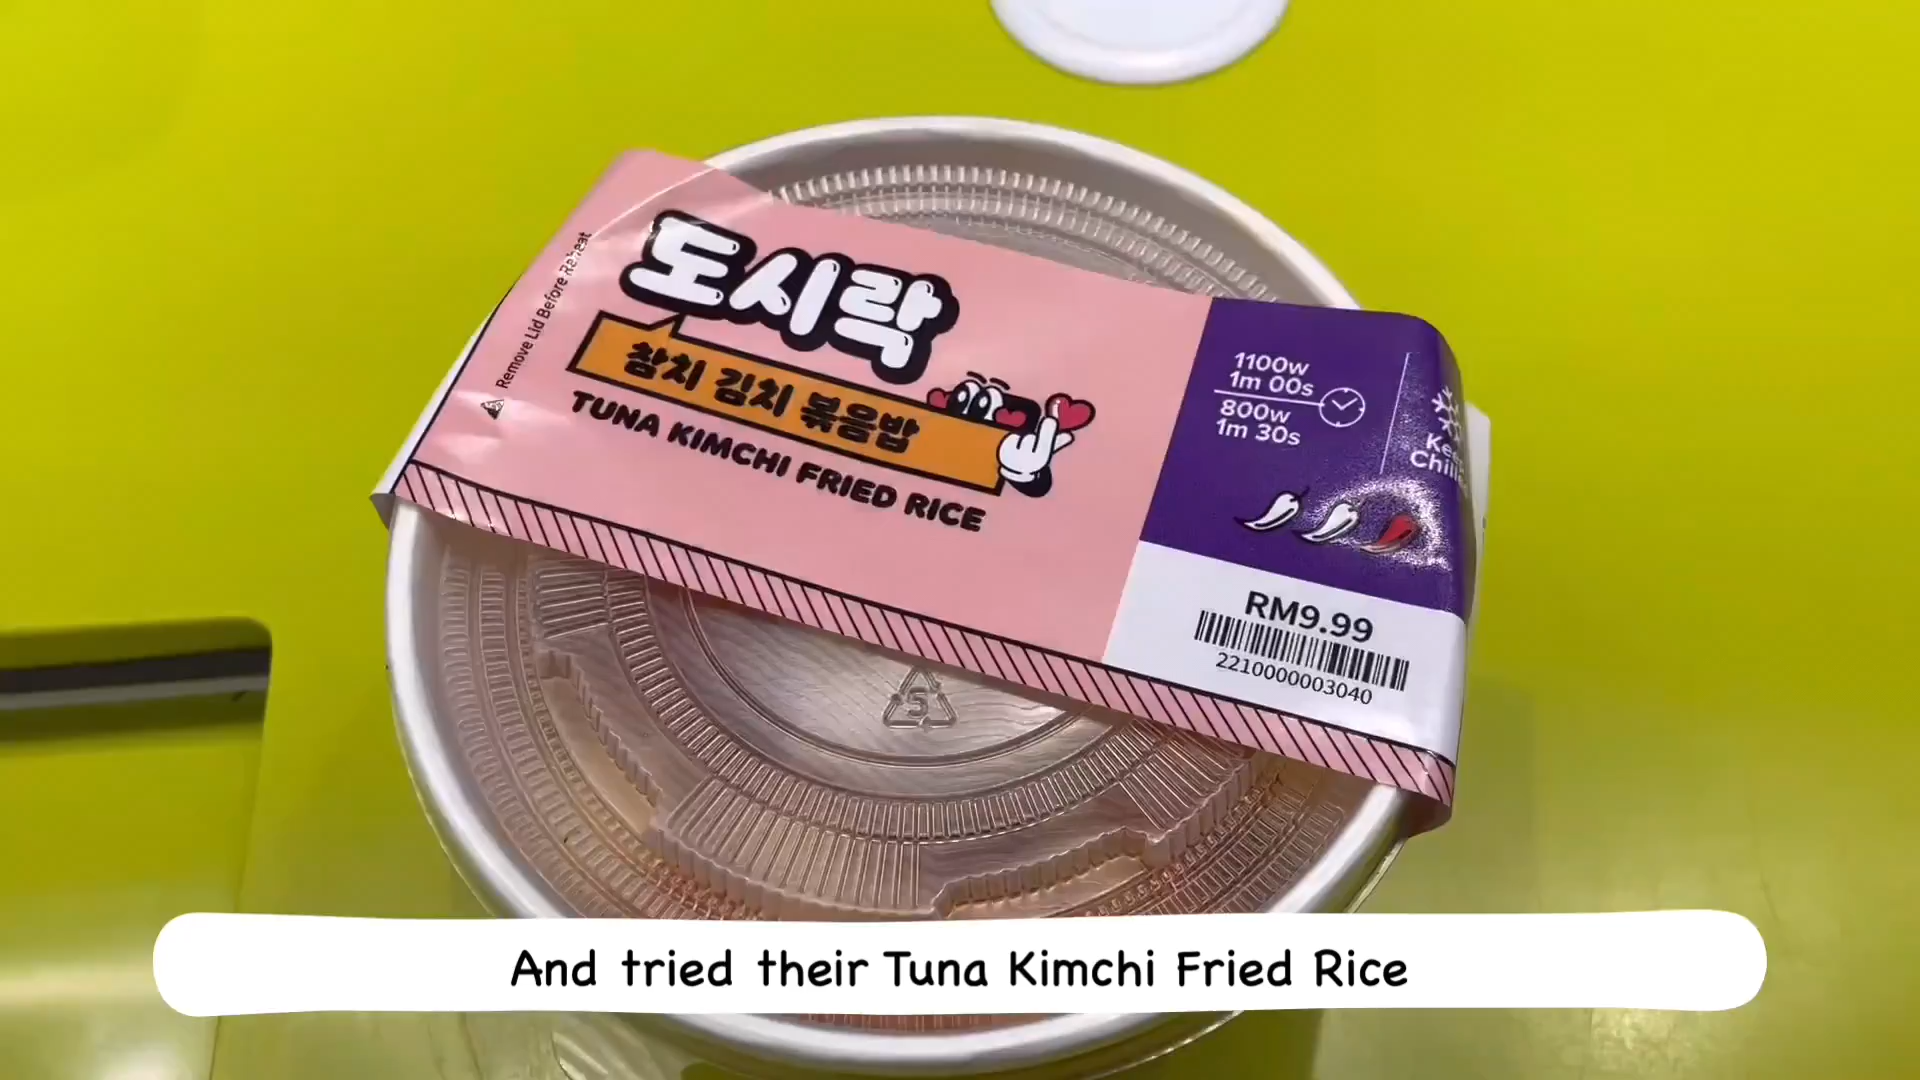 Remove Lid Before Reheat
도시락
참치 김치 볶음밥
TUNA KIMCHI FRIED RICE
1100w
1m 00s
800w
1m 30s
RM9.99
2210000003040
5
And tried their Tuna Kimchi Fried Rice